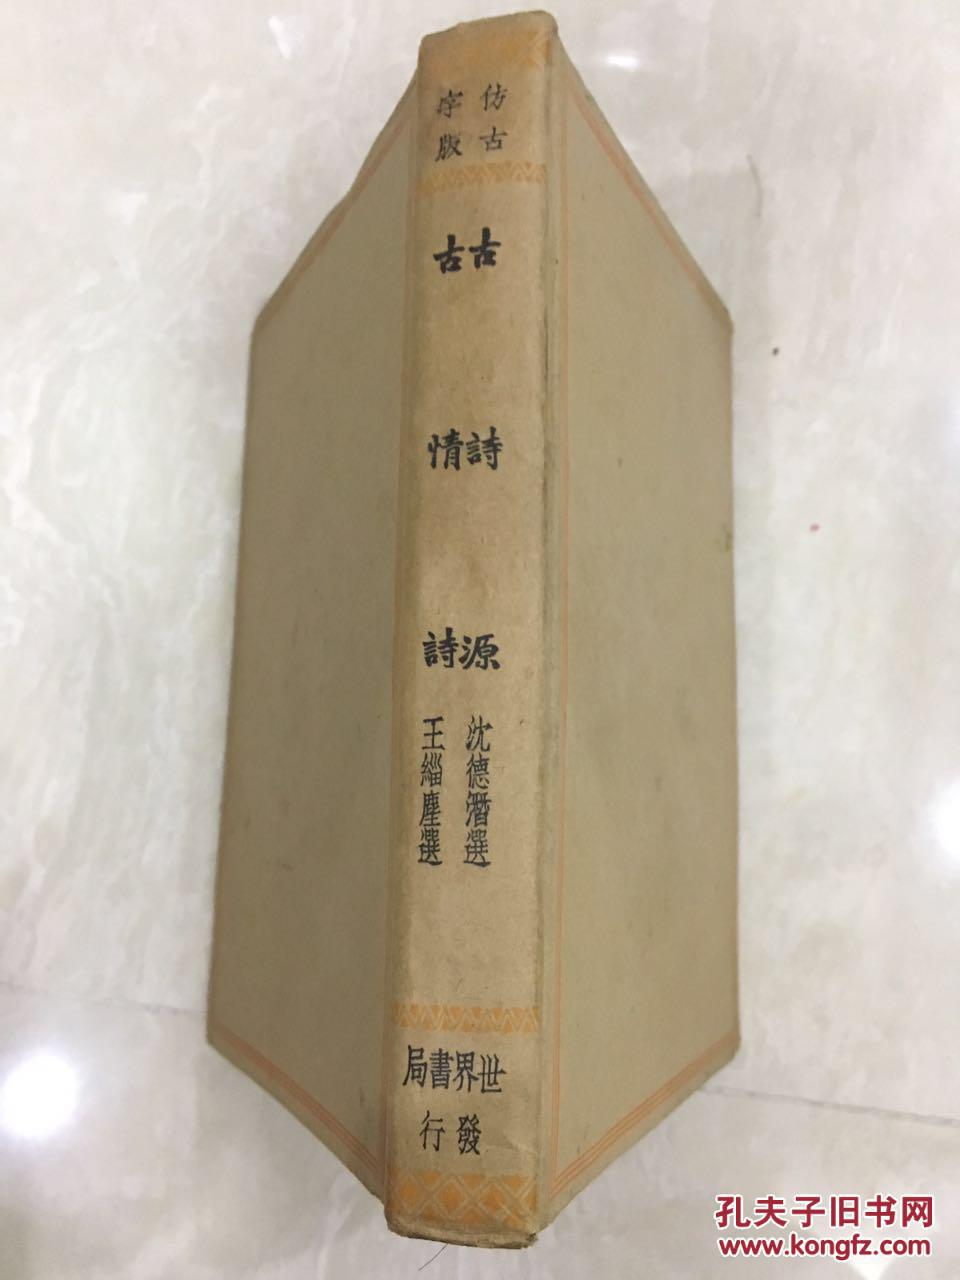 仿古
字版
古詩源
古情詩
沈德潛選
王緇塵選
世界書局
發行
孔夫子旧书网
www.kongfz.com